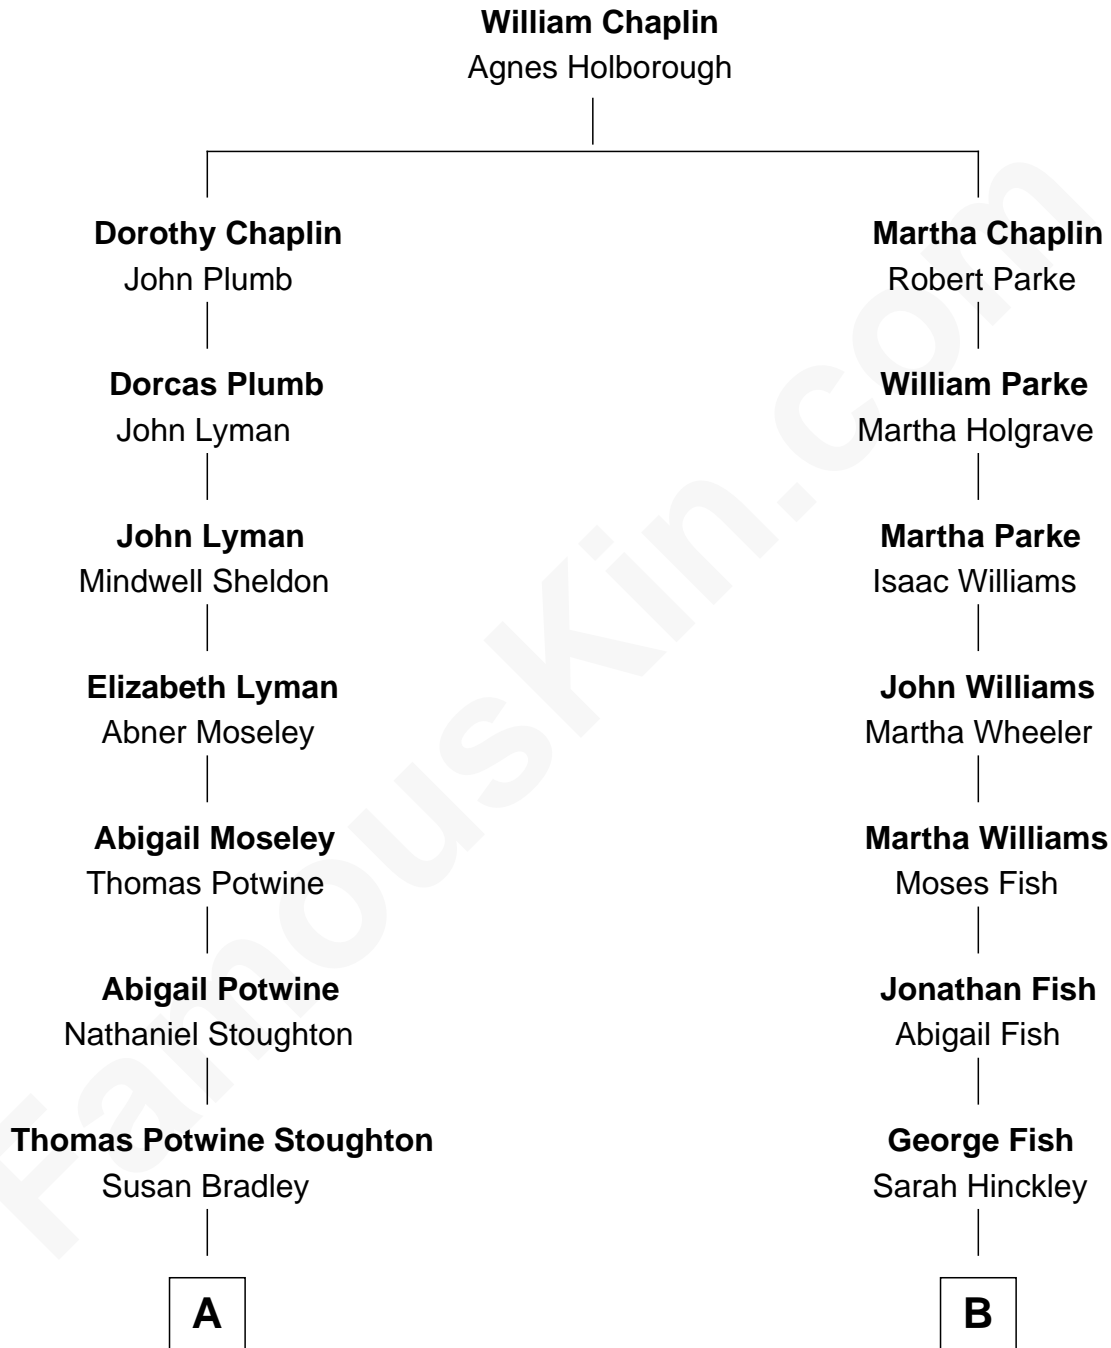 William Chaplin
Agnes Holborough
Dorothy Chaplin
John Plumb
Martha Chaplin
Robert Parke
Dorcas Plumb
John Lyman
William Parke
Martha Holgrave
John Lyman
Mindwell Sheldon
Martha Parke
Isaac Williams
Elizabeth Lyman
Abner Moseley
John Williams
Martha Wheeler
Abigail Moseley
Thomas Potwine
Martha Williams
Moses Fish
Abigail Potwine
Nathaniel Stoughton
Jonathan Fish
Abigail Fish
Thomas Potwine Stoughton
Susan Bradley
George Fish
Sarah Hinckley
A
B
FamousKin.com